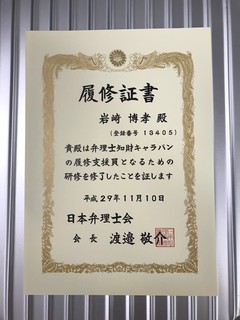 履修証書
岩﨑 博孝 殿
(登録番号 13405)
貴殿は弁理士知財キャラバン
の履修支援員となるための
研修を修了したことを証します
平成29年11月10日
日本弁理士会
会長 渡邉敬介